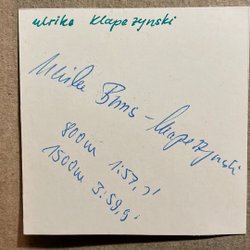 ulrike klapezynski
Ulrike Bruns - Klapezynski
800m 1:57,1
1500m 3:59,9